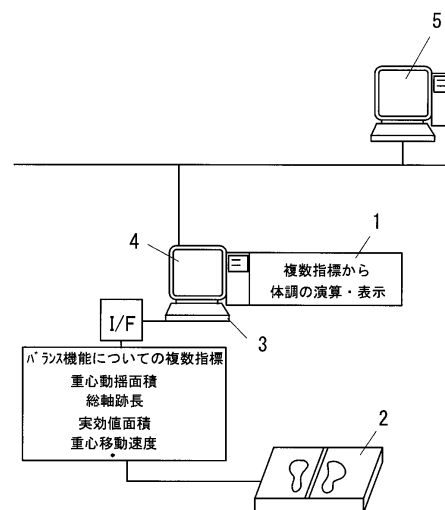 5
1
4
複数指標から
体調の演算・表示
I/F
3
バランス機能についての複数指標
重心動揺面積
総軸跡長
実効値面積
重心移動速度
2